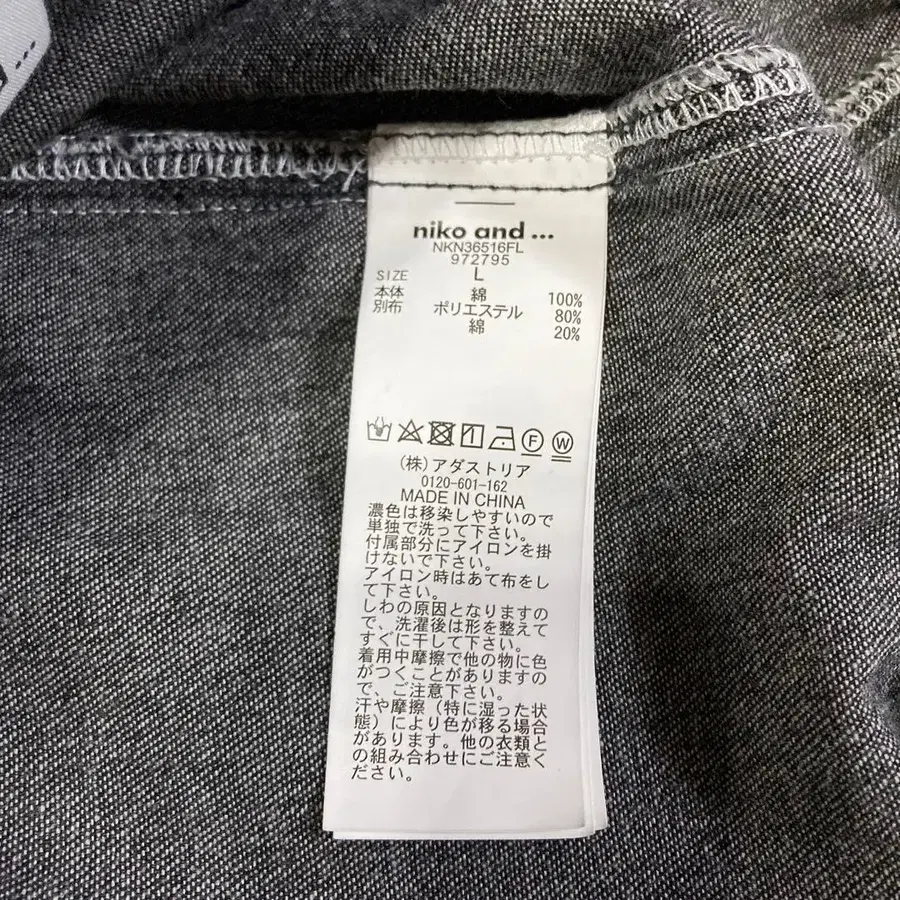 niko and ...
NKN36516FL
972795
SIZE L
本体 綿 100%
別布 ポリエステル 80%
綿 20%
F W
(株)アダストリア
0120-601-162
MADE IN CHINA
濃色は移染しやすいので
単独で洗って下さい。
付属部分にアイロンを掛
けないで下さい。
アイロン時はあて布をし
て下さい。
しわの原因となりますの
で、洗濯後は形を整えて
すぐに干して下さい。
着用中摩擦で他の物に色
がつくことがありますの
で、ご注意下さい。
汗や摩擦（特に湿った状
態）により色が移る場合
があります。他の衣類と
の組み合わせにご注意く
ださい。